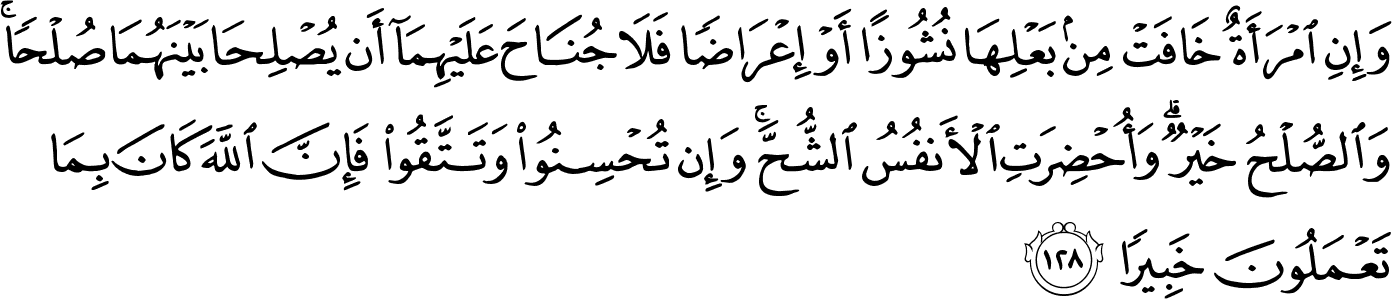 وَإِنِ ٱمۡرَأَةٌ خَافَتۡ مِنۢ بَعۡلِهَا نُشُوزًا أَوۡ إِعۡرَاضٗا فَلَا جُنَاحَ عَلَيۡهِمَآ أَن يُصۡلِحَا بَيۡنَهُمَا صُلۡحٗاۚ
وَٱلصُّلۡحُ خَيۡرٞۗ وَأُحۡضِرَتِ ٱلۡأَنفُسُ ٱلشُّحَّۚ وَإِن تُحۡسِنُواْ وَتَتَّقُواْ فَإِنَّ ٱللَّهَ كَانَ بِمَا
تَعۡمَلُونَ خَبِيرٗا ١٢٨